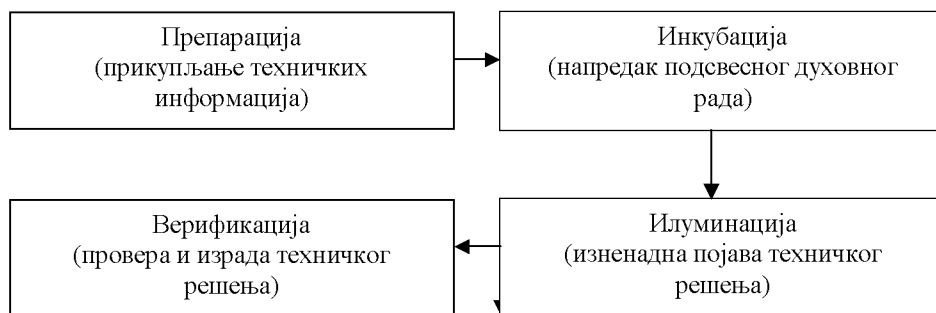 Препарација
(прикупљање техничких
информација)
Инкубација
(напредак подсвесног духовног
рада)
Илуминација
(изненадна појава техничког
решења)
Верификација
(провера и израда техничког
решења)